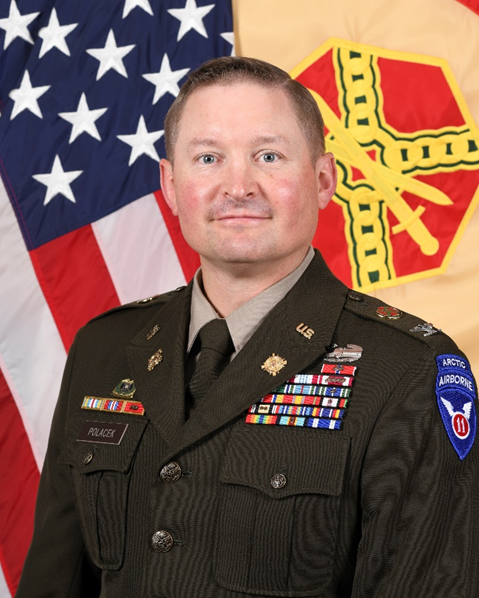 U.S.
POLACEK
ARCTIC
AIRBORNE
11